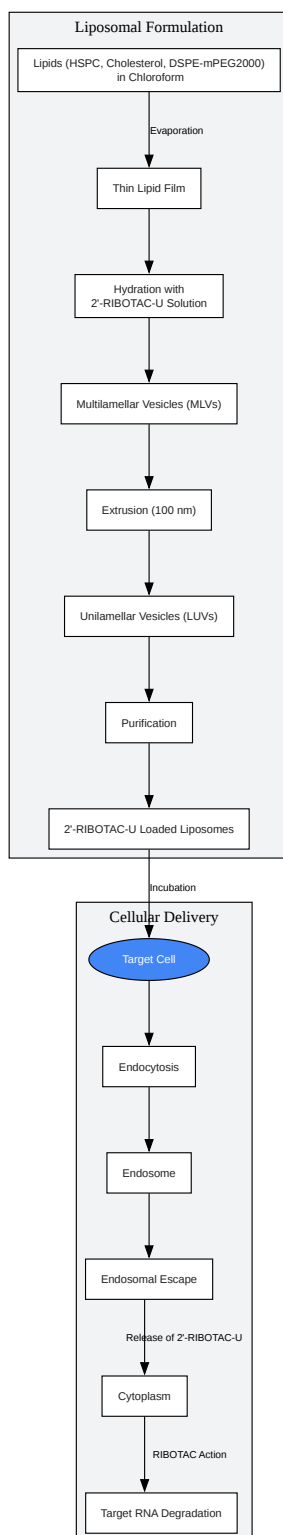 Liposomal Formulation
Lipids (HSPC, Cholesterol, DSPE-mPEG2000)
in Chloroform
Evaporation
Thin Lipid Film
Hydration with
2'-RIBOTAC-U Solution
Multilamellar Vesicles (MLVs)
Extrusion (100 nm)
Unilamellar Vesicles (LUVs)
Purification
2'-RIBOTAC-U Loaded Liposomes
Incubation
Cellular Delivery
Target Cell
Endocytosis
Endosome
Endosomal Escape
Release of 2'-RIBOTAC-U
Cytoplasm
RIBOTAC Action
Target RNA Degradation